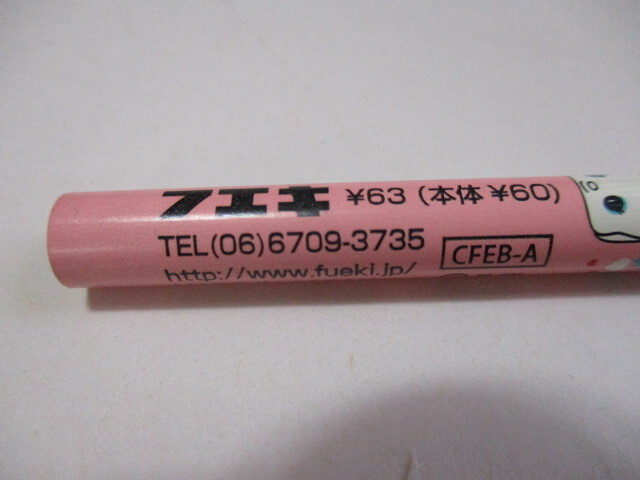 フエキ ¥63 (本体 ¥60)
TEL(06)6709-3735 CFEB-A
http://www.fueki.jp/